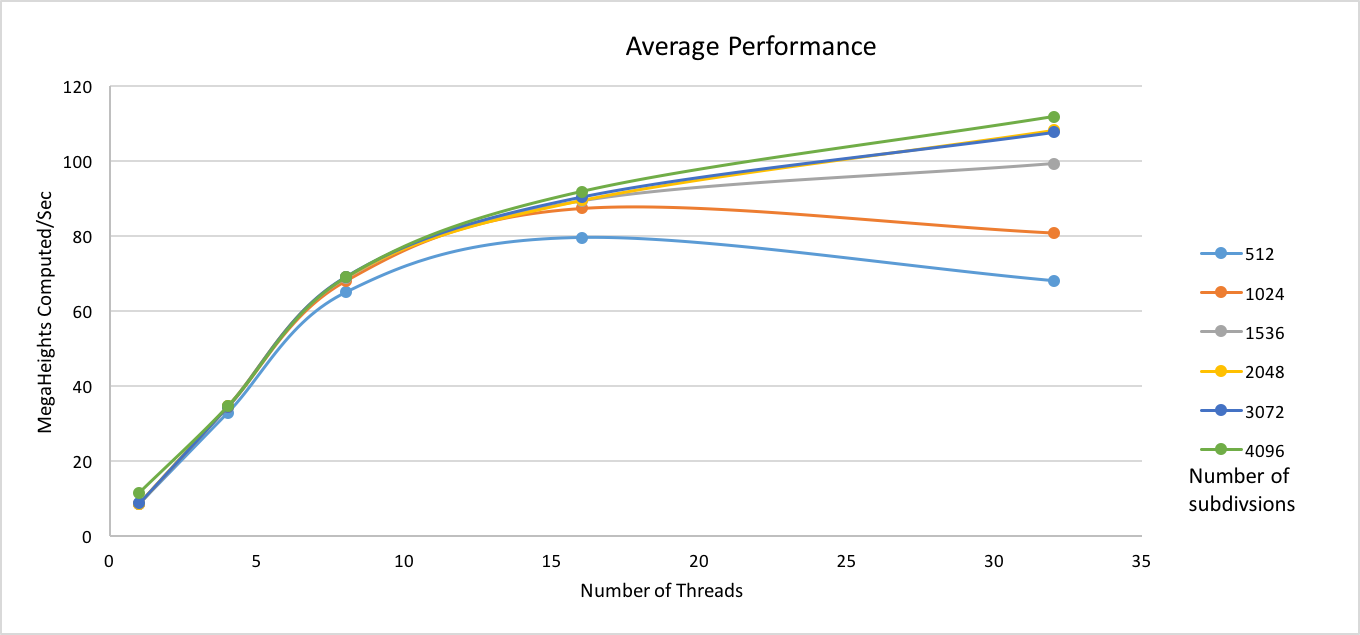 Average Performance
120
100
80
60
40
20
0
MegaHeights Computed/Sec
0 5 10 15 20 25 30 35
Number of Threads
512
1024
1536
2048
3072
4096
Number of
subdivsions